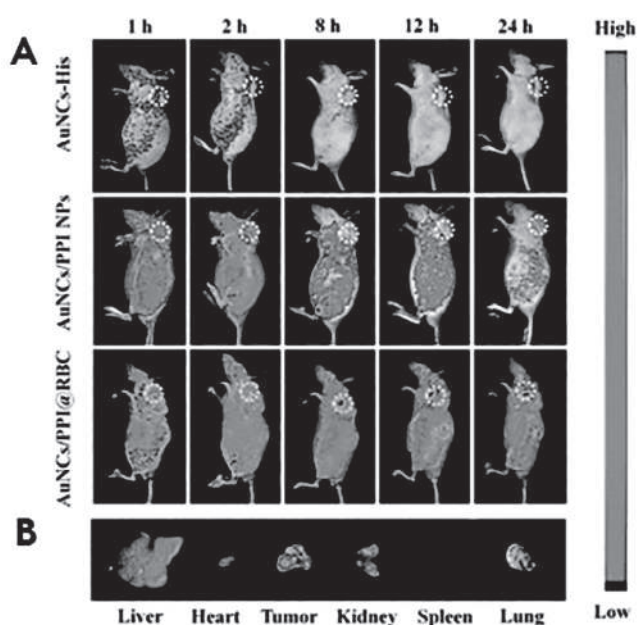 1 h 2 h 8 h 12 h 24 h High
A
AuNCs-His
AuNCs/PPI NPs
AuNCs/PPI@RBC
B
Liver Heart Tumor Kidney Spleen Lung Low